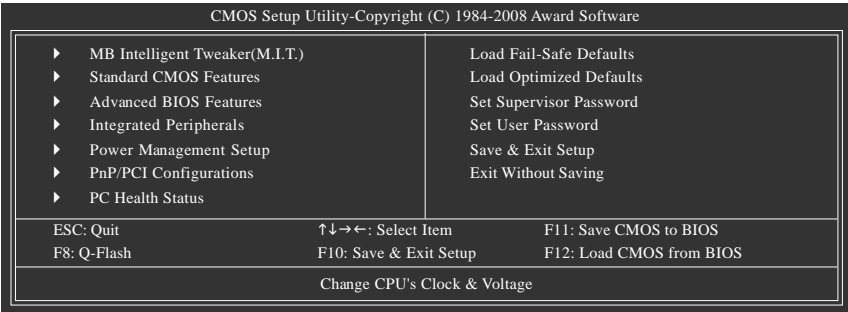 CMOS Setup Utility-Copyright (C) 1984-2008 Award Software
MB Intelligent Tweaker(M.I.T.)
Standard CMOS Features
Advanced BIOS Features
Integrated Peripherals
Power Management Setup
PnP/PCI Configurations
PC Health Status
Load Fail-Safe Defaults
Load Optimized Defaults
Set Supervisor Password
Set User Password
Save & Exit Setup
Exit Without Saving
ESC: Quit ↑↓→←: Select Item F11: Save CMOS to BIOS
F8: Q-Flash F10: Save & Exit Setup F12: Load CMOS from BIOS
Change CPU's Clock & Voltage